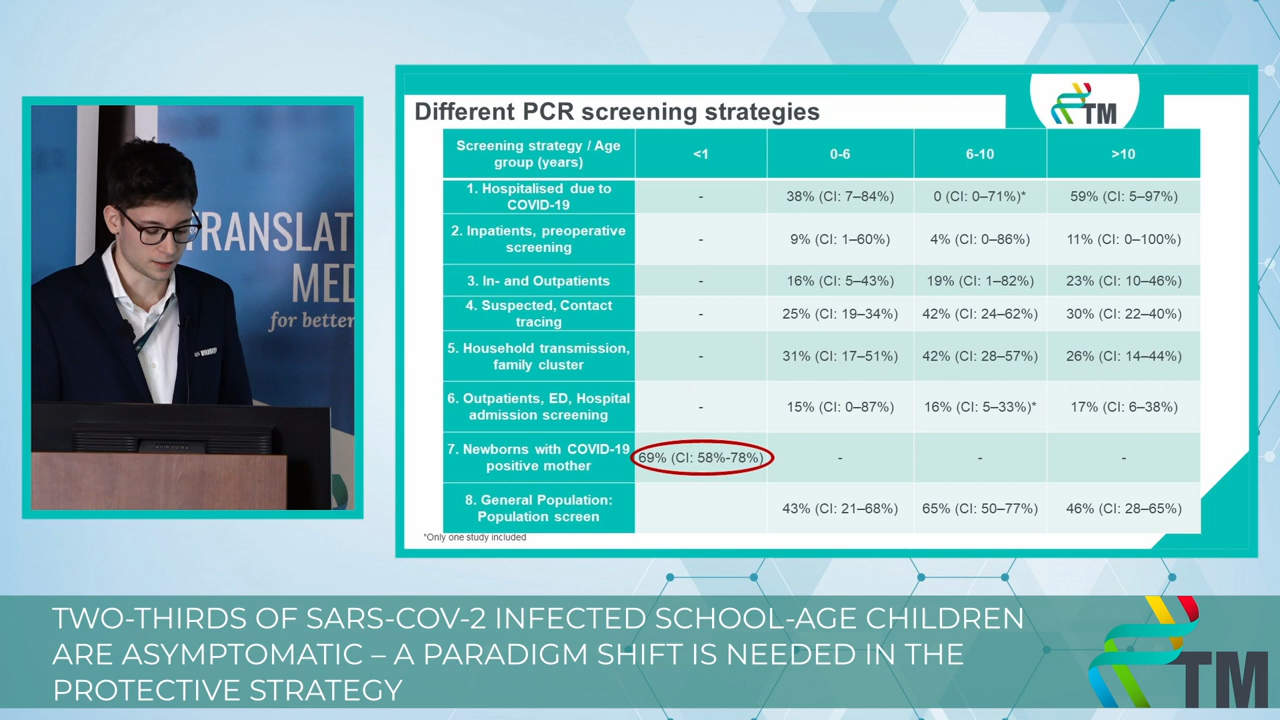 TRANSLAT
MED
for better
Different PCR screening strategies
TM
Screening strategy / Age group (years) <1 0-6 6-10 >10
1. Hospitalised due to COVID-19 - 38% (CI: 7–84%) 0 (CI: 0–71%)* 59% (CI: 5–97%)
2. Inpatients, preoperative screening - 9% (CI: 1–60%) 4% (CI: 0–86%) 11% (CI: 0–100%)
3. In- and Outpatients - 16% (CI: 5–43%) 19% (CI: 1–82%) 23% (CI: 10–46%)
4. Suspected, Contact tracing - 25% (CI: 19–34%) 42% (CI: 24–62%) 30% (CI: 22–40%)
5. Household transmission, family cluster - 31% (CI: 17–51%) 42% (CI: 28–57%) 26% (CI: 14–44%)
6. Outpatients, ED, Hospital admission screening - 15% (CI: 0–87%) 16% (CI: 5–33%)* 17% (CI: 6–38%)
7. Newborns with COVID-19 positive mother 69% (CI: 58%-78%) - - -
8. General Population: Population screen 43% (CI: 21–68%) 65% (CI: 50–77%) 46% (CI: 28–65%)
*Only one study included
TWO-THIRDS OF SARS-COV-2 INFECTED SCHOOL-AGE CHILDREN
ARE ASYMPTOMATIC – A PARADIGM SHIFT IS NEEDED IN THE
PROTECTIVE STRATEGY
TM